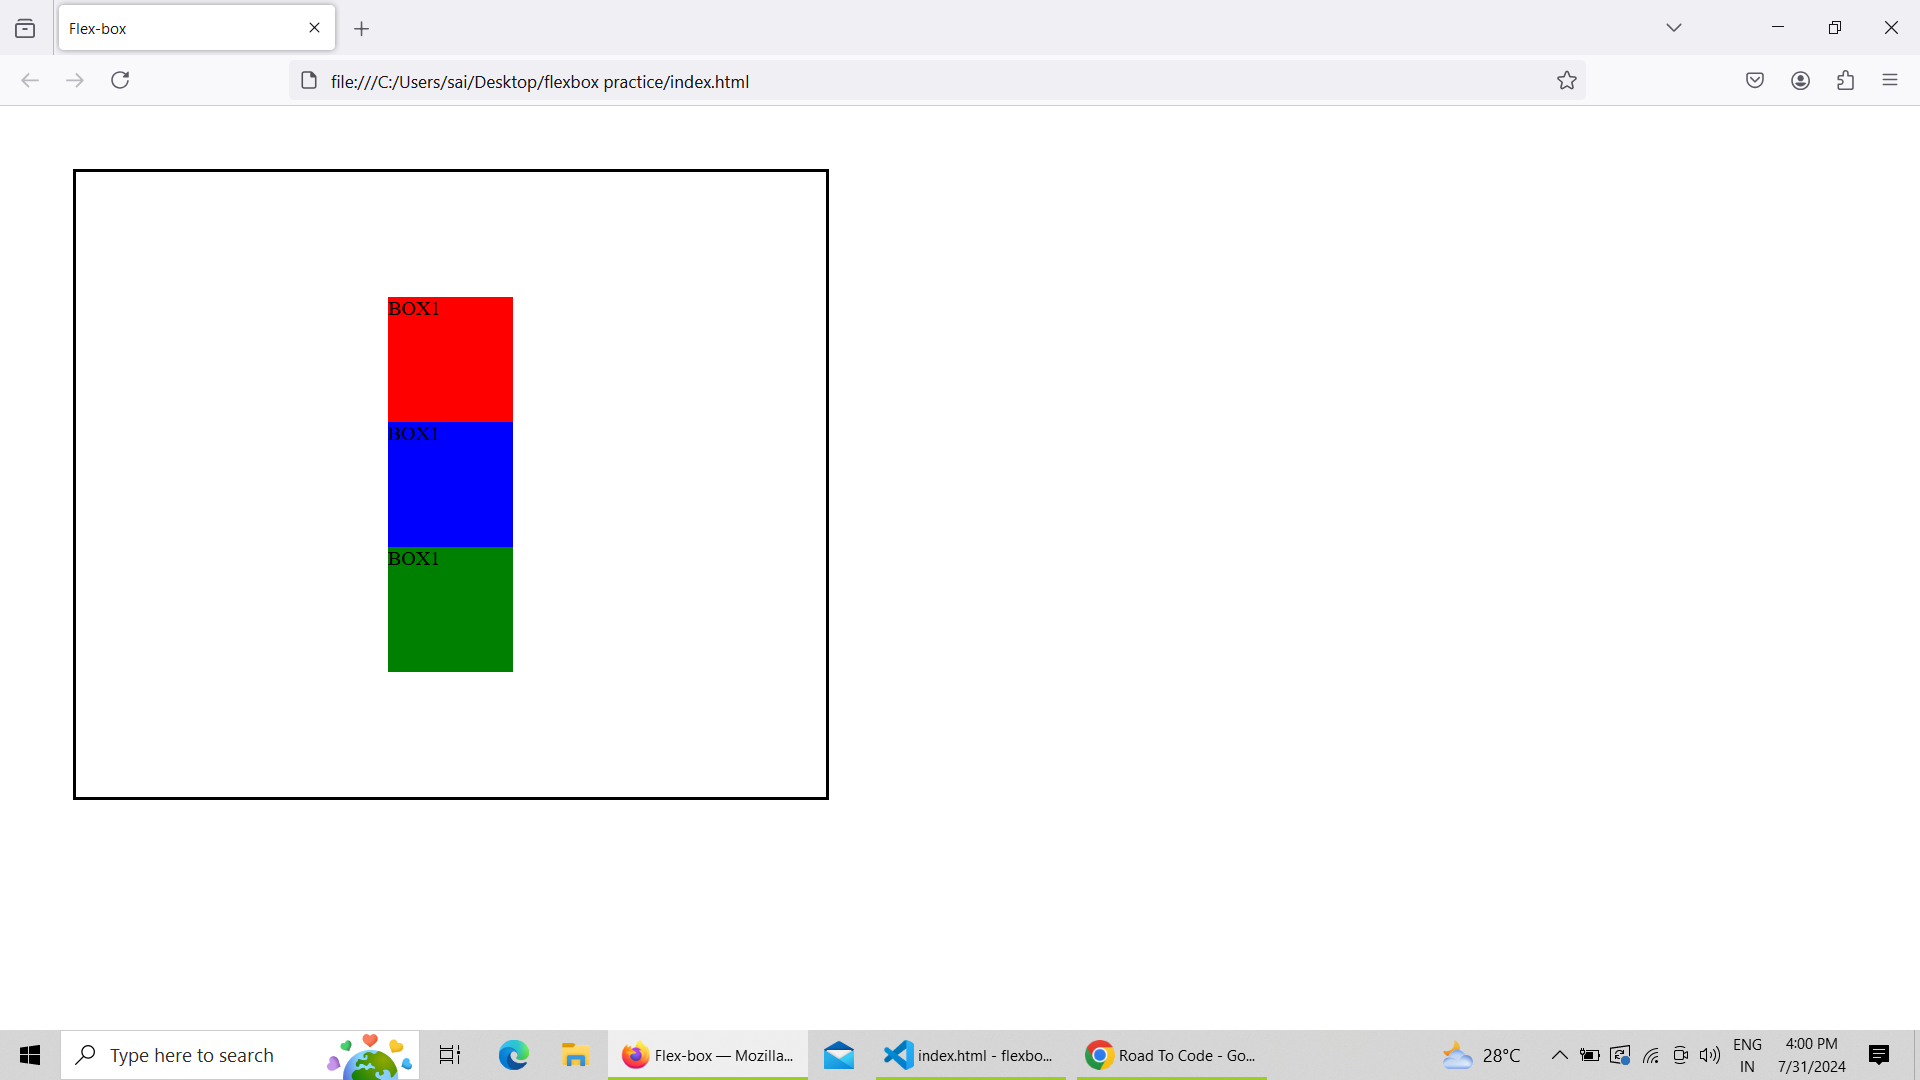 Flex-box
file:///C:/Users/sai/Desktop/flexbox practice/index.html
BOX1
BOX1
BOX1
Type here to search
Flex-box — Mozilla...
index.html - flexbo...
Road To Code - Go...
28°C
ENG
IN
4:00 PM
7/31/2024